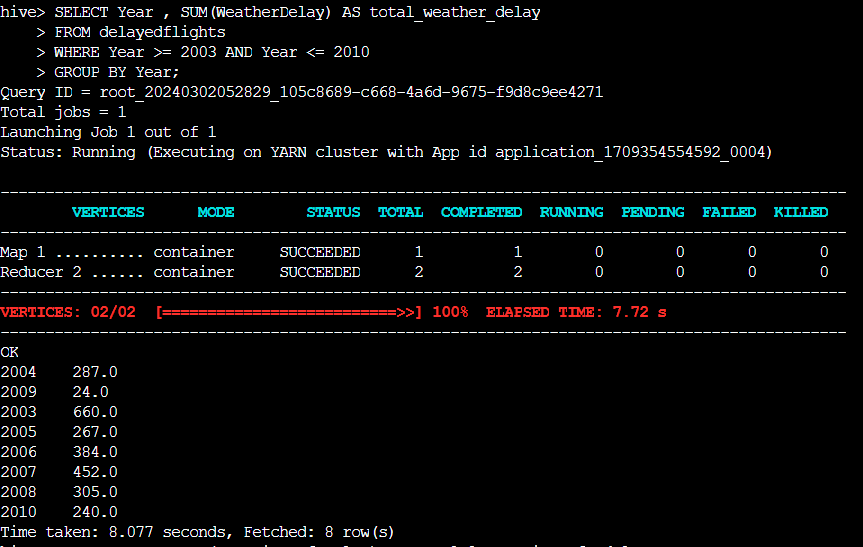 hive> SELECT Year , SUM(WeatherDelay) AS total_weather_delay
    > FROM delayedflights
    > WHERE Year >= 2003 AND Year <= 2010
    > GROUP BY Year;
Query ID = root_20240302052829_105c8689-c668-4a6d-9675-f9d8c9ee4271
Total jobs = 1
Launching Job 1 out of 1
Status: Running (Executing on YARN cluster with App id application_1709354554592_0004)
----------------------------------------------------------------------------------------------
        VERTICES      MODE        STATUS  TOTAL  COMPLETED  RUNNING  PENDING  FAILED  KILLED
----------------------------------------------------------------------------------------------
Map 1 .......... container     SUCCEEDED      1          1        0        0       0       0
Reducer 2 ...... container     SUCCEEDED      2          2        0        0       0       0
----------------------------------------------------------------------------------------------
VERTICES: 02/02  [==========================>>] 100%  ELAPSED TIME: 7.72 s
----------------------------------------------------------------------------------------------
OK
2004    287.0
2009    24.0
2003    660.0
2005    267.0
2006    384.0
2007    452.0
2008    305.0
2010    240.0
Time taken: 8.077 seconds, Fetched: 8 row(s)